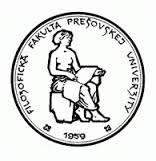 FILOZOFICKÁ FAKULTA PREŠOVSKEJ UNIVERZITY
1959